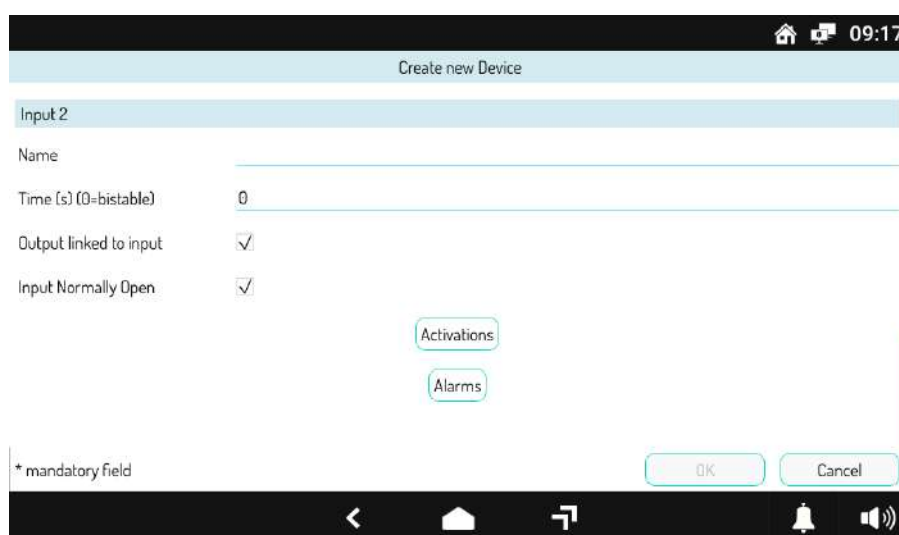 09:17
Create new Device
Input 2
Name
Time (s) (0=bistable) 0
Output linked to input
Input Normally Open
Activations
Alarms
* mandatory field OK Cancel